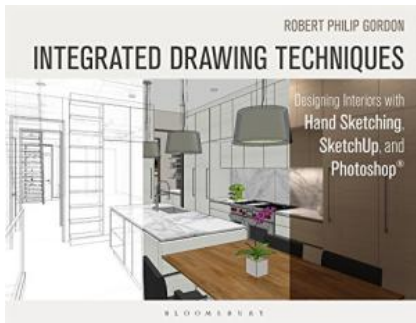 ROBERT PHILIP GORDON
INTEGRATED DRAWING TECHNIQUES
Designing Interiors with
Hand Sketching,
SketchUp, and
Photoshop®
BLOOMSBURY